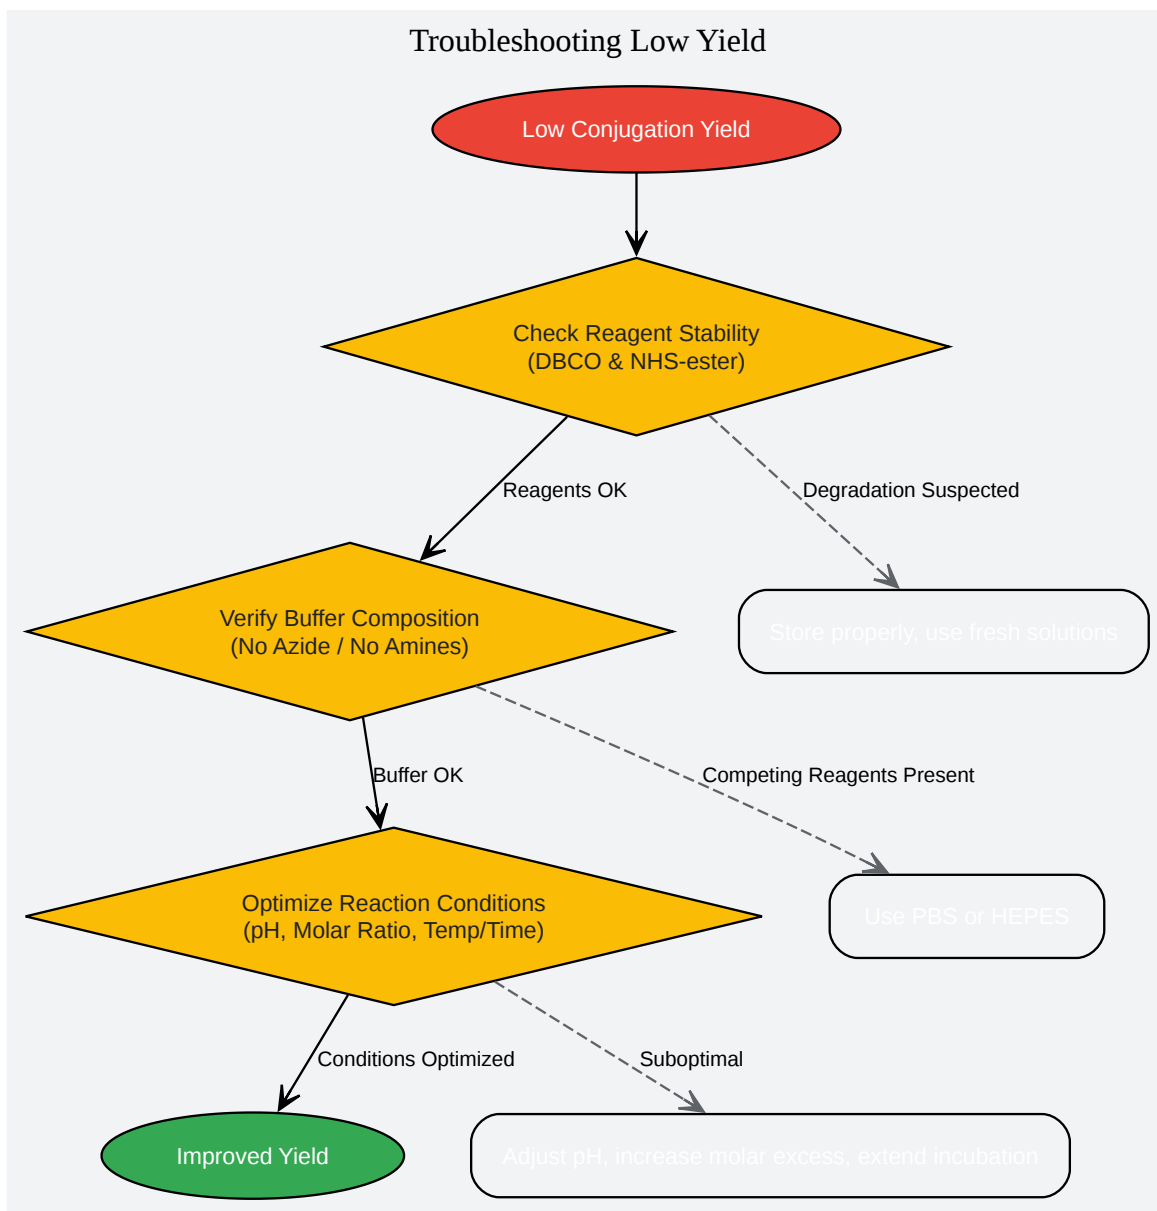 Troubleshooting Low Yield
Low Conjugation Yield
Check Reagent Stability
(DBCO & NHS-ester)
Reagents OK
Degradation Suspected
Verify Buffer Composition
(No Azide / No Amines)
Store properly, use fresh solutions
Buffer OK
Competing Reagents Present
Optimize Reaction Conditions
(pH, Molar Ratio, Temp/Time)
Use PBS or HEPES
Conditions Optimized
Suboptimal
Improved Yield
Adjust pH, increase molar excess, extend incubation